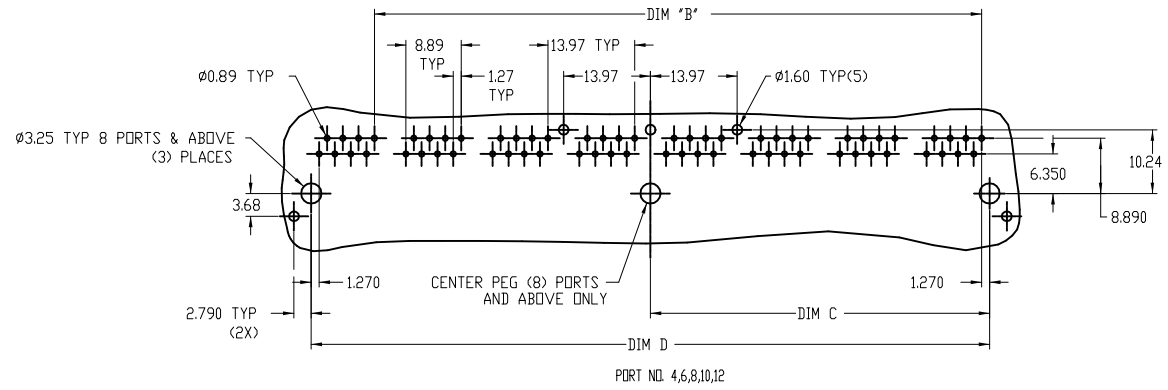 DIM "B"
8.89
TYP
13.97 TYP
1.27
TYP
13.97
13.97
Ø1.60 TYP(5)
Ø0.89 TYP
Ø3.25 TYP 8 PORTS & ABOVE
(3) PLACES
10.24
6.350
8.890
3.68
1.270
CENTER PEG (8) PORTS
AND ABOVE ONLY
1.270
2.790 TYP
(2X)
DIM C
DIM D
PORT NO. 4,6,8,10,12